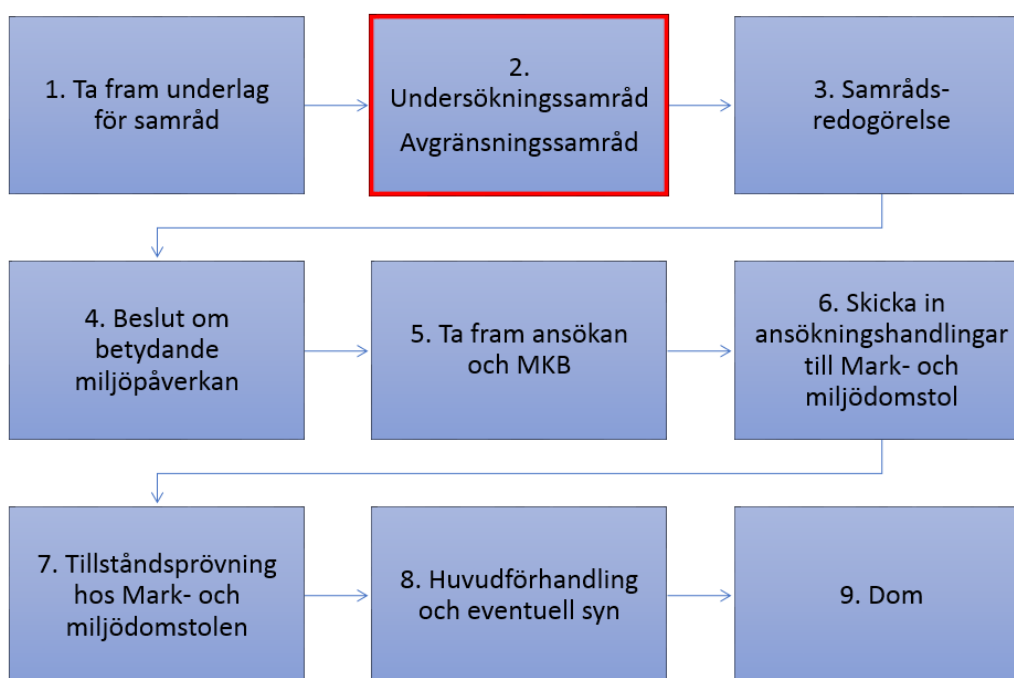 1. Ta fram underlag
för samråd
2.
Undersökningssamråd
Avgränsningssamråd
3. Samråds-
redogörelse
4. Beslut om
betydande
miljöpåverkan
5. Ta fram ansökan
och MKB
6. Skicka in
ansökningshandlingar
till Mark- och
miljödomstol
7. Tillståndsprövning
hos Mark- och
miljödomstolen
8. Huvudförhandling
och eventuell syn
9. Dom